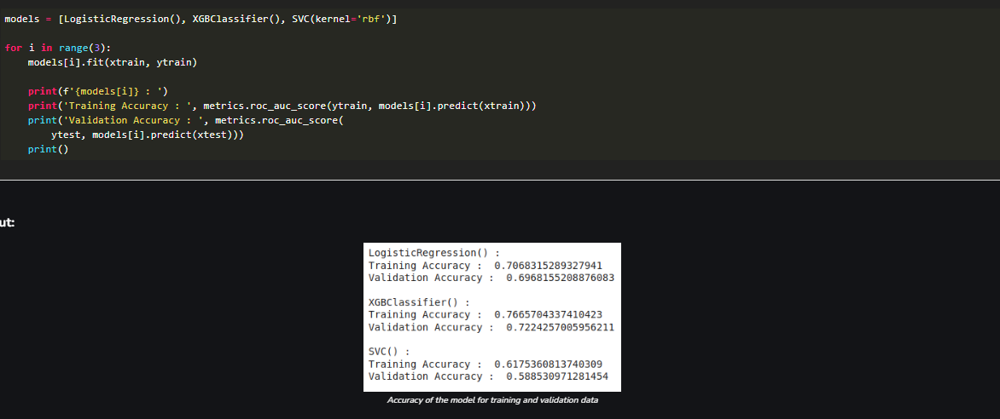 models = [LogisticRegression(), XGBClassifier(), SVC(kernel='rbf')]
for i in range(3):
    models[i].fit(xtrain, ytrain)
    print(f'{models[i]} : ')
    print('Training Accuracy : ', metrics.roc_auc_score(ytrain, models[i].predict(xtrain)))
    print('Validation Accuracy : ', metrics.roc_auc_score(
        ytest, models[i].predict(xtest)))
    print()
ut:
LogisticRegression() :
Training Accuracy :  0.7068315289327941
Validation Accuracy :  0.6968155208876083
XGBClassifier() :
Training Accuracy :  0.7665704337410423
Validation Accuracy :  0.7224257005956211
SVC() :
Training Accuracy :  0.6175360813740309
Validation Accuracy :  0.588530971281454
Accuracy of the model for training and validation data